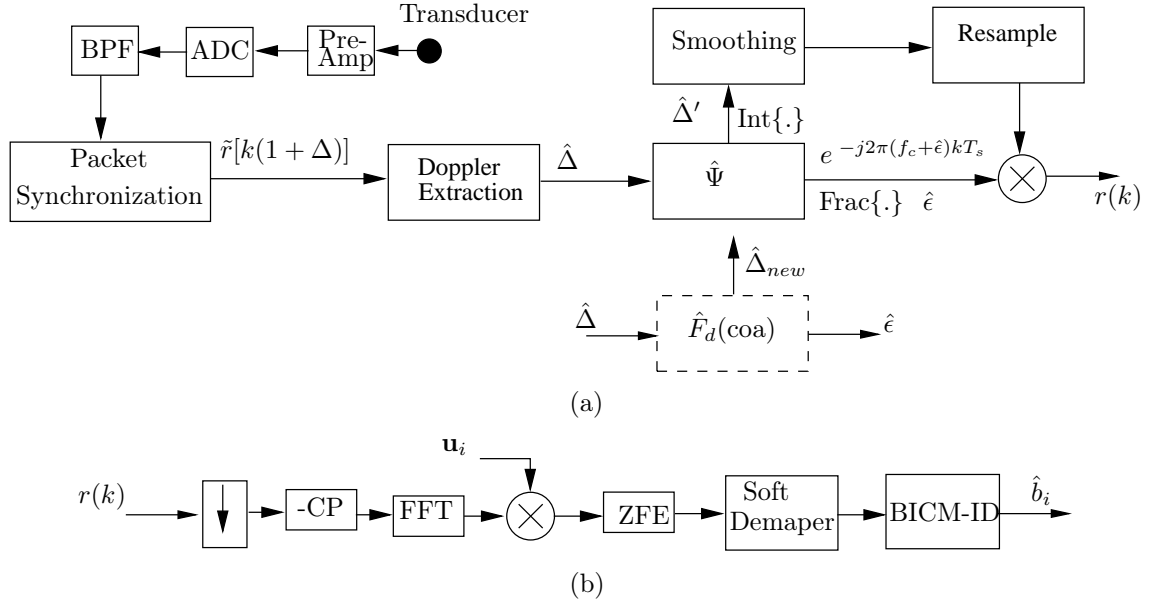 Transducer
BPF
ADC
Pre-
Amp
Smoothing
Resample
Δ̂′
Int{.}
Packet
Synchronization
r̃[k(1 + Δ)]
Doppler
Extraction
Δ̂
Ψ̂
e^{−j2π(f_c+ε̂)kT_s}
Frac{.} ε̂
r(k)
Δ̂_{new}
Δ̂
F̂_d(coa)
ε̂
(a)
u_i
r(k)
-CP
FFT
ZFE
Soft
Demaper
BICM-ID
b̂_i
(b)